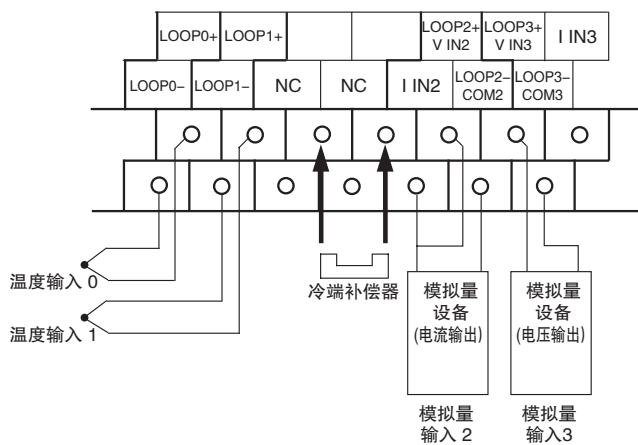 LOOP0+ LOOP1+ LOOP2+ LOOP3+ I IN3
V IN2 V IN3
LOOP0− LOOP1− NC NC I IN2 LOOP2− LOOP3−
COM2 COM3
温度输入 0
温度输入 1
冷端补偿器
模拟量
设备
(电流输出)
模拟量
设备
(电压输出)
模拟量
输入 2
模拟量
输入3